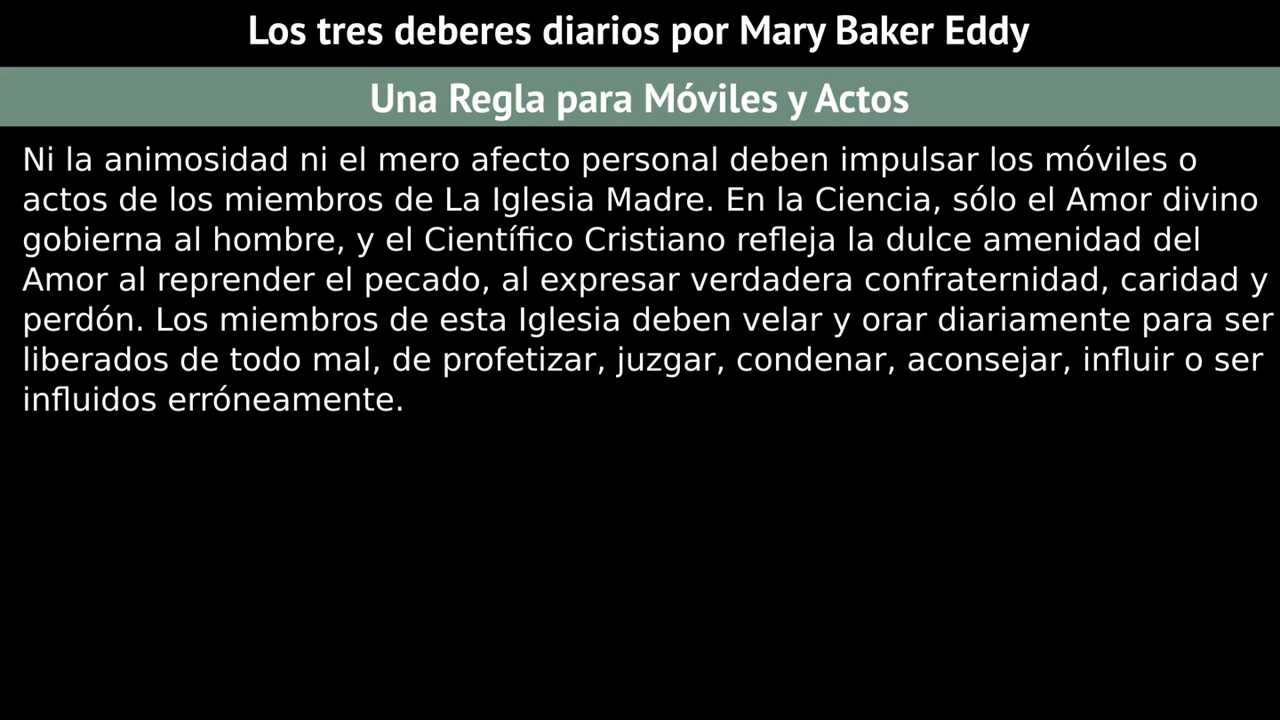 Los tres deberes diarios por Mary Baker Eddy
Una Regla para Móviles y Actos
Ni la animosidad ni el mero afecto personal deben impulsar los móviles o
actos de los miembros de La Iglesia Madre. En la Ciencia, sólo el Amor divino
gobierna al hombre, y el Científico Cristiano refleja la dulce amenidad del
Amor al reprender el pecado, al expresar verdadera confraternidad, caridad y
perdón. Los miembros de esta Iglesia deben velar y orar diariamente para ser
liberados de todo mal, de profetizar, juzgar, condenar, aconsejar, influir o ser
influidos erróneamente.